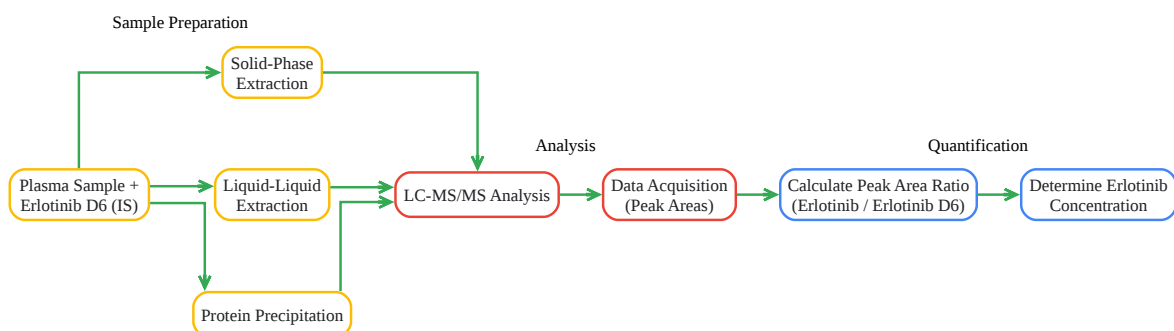 Sample Preparation
Solid-Phase
Extraction
Analysis
Quantification
Plasma Sample +
Erlotinib D6 (IS)
Liquid-Liquid
Extraction
LC-MS/MS Analysis
Data Acquisition
(Peak Areas)
Calculate Peak Area Ratio
(Erlotinib / Erlotinib D6)
Determine Erlotinib
Concentration
Protein Precipitation